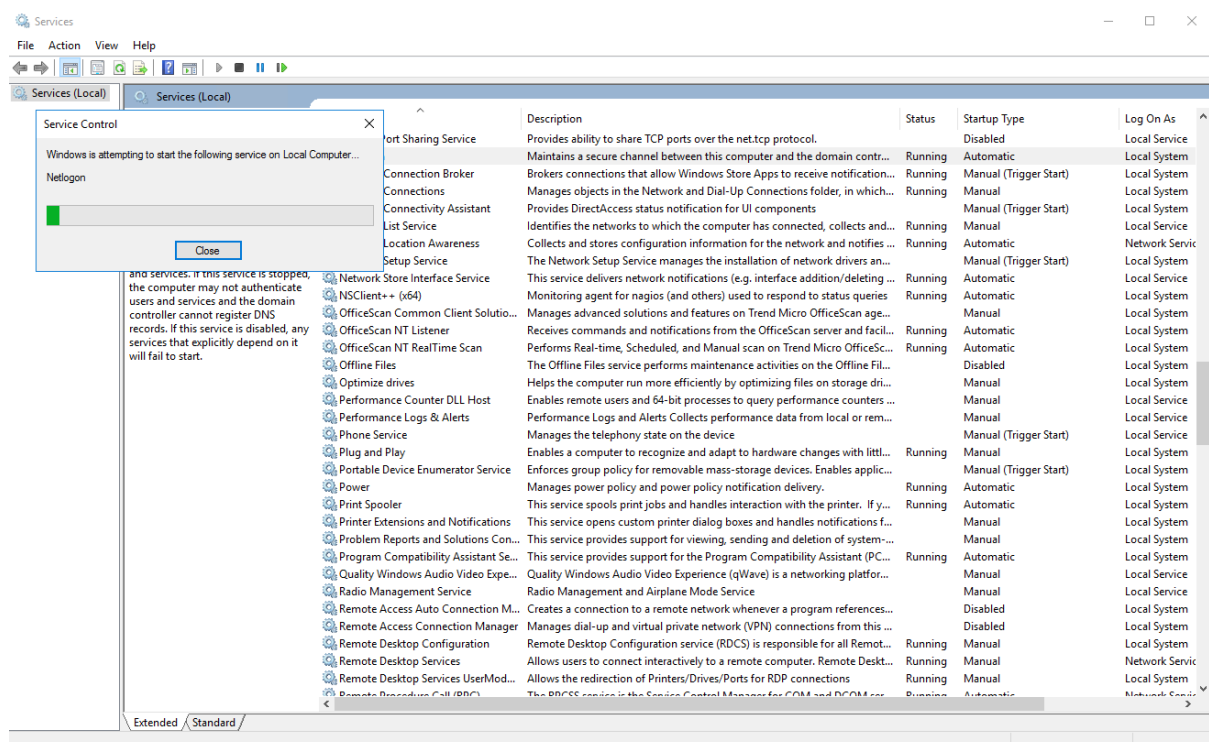 Services
File Action View Help
Services (Local)
Services (Local)
Service Control
Windows is attempting to start the following service on Local Computer...
Netlogon
Close
and services. If this service is stopped,
the computer may not authenticate
users and services and the domain
controller cannot register DNS
records. If this service is disabled, any
services that explicitly depend on it
will fail to start.
Description Status Startup Type Log On As
Port Sharing Service Provides ability to share TCP ports over the net.tcp protocol. Disabled Local Service
Maintains a secure channel between this computer and the domain contr... Running Automatic Local System
Connection Broker Brokers connections that allow Windows Store Apps to receive notification... Running Manual (Trigger Start) Local System
Connections Manages objects in the Network and Dial-Up Connections folder, in which... Running Manual Local System
Connectivity Assistant Provides DirectAccess status notification for UI components Manual (Trigger Start) Local System
List Service Identifies the networks to which the computer has connected, collects and... Running Manual Local Service
Location Awareness Collects and stores configuration information for the network and notifies ... Running Automatic Network Servic
Setup Service The Network Setup Service manages the installation of network drivers an... Manual (Trigger Start) Local System
Network Store Interface Service This service delivers network notifications (e.g. interface addition/deleting ... Running Automatic Local Service
NSClient++ (x64) Monitoring agent for nagios (and others) used to respond to status queries Running Automatic Local System
OfficeScan Common Client Solutio... Manages advanced solutions and features on Trend Micro OfficeScan age... Manual Local System
OfficeScan NT Listener Receives commands and notifications from the OfficeScan server and facil... Running Automatic Local System
OfficeScan NT RealTime Scan Performs Real-time, Scheduled, and Manual scan on Trend Micro OfficeSc... Running Automatic Local System
Offline Files The Offline Files service performs maintenance activities on the Offline Fil... Disabled Local System
Optimize drives Helps the computer run more efficiently by optimizing files on storage dri... Manual Local System
Performance Counter DLL Host Enables remote users and 64-bit processes to query performance counters ... Manual Local Service
Performance Logs & Alerts Performance Logs and Alerts Collects performance data from local or rem... Manual Local Service
Phone Service Manages the telephony state on the device Manual (Trigger Start) Local Service
Plug and Play Enables a computer to recognize and adapt to hardware changes with littl... Running Manual Local System
Portable Device Enumerator Service Enforces group policy for removable mass-storage devices. Enables applic... Manual (Trigger Start) Local System
Power Manages power policy and power policy notification delivery. Running Automatic Local System
Print Spooler This service spools print jobs and handles interaction with the printer. If y... Running Automatic Local System
Printer Extensions and Notifications This service opens custom printer dialog boxes and handles notifications f... Manual Local System
Problem Reports and Solutions Con... This service provides support for viewing, sending and deletion of system-... Manual Local System
Program Compatibility Assistant Se... This service provides support for the Program Compatibility Assistant (PC... Running Automatic Local System
Quality Windows Audio Video Expe... Quality Windows Audio Video Experience (qWave) is a networking platfor... Manual Local Service
Radio Management Service Radio Management and Airplane Mode Service Manual Local Service
Remote Access Auto Connection M... Creates a connection to a remote network whenever a program references... Disabled Local System
Remote Access Connection Manager Manages dial-up and virtual private network (VPN) connections from this ... Disabled Local System
Remote Desktop Configuration Remote Desktop Configuration service (RDCS) is responsible for all Remot... Running Manual Local System
Remote Desktop Services Allows users to connect interactively to a remote computer. Remote Deskt... Running Manual Network Servic
Remote Desktop Services UserMod... Allows the redirection of Printers/Drives/Ports for RDP connections Running Manual Local System
Remote Procedure Call (RPC) The RPCSS service is the Service Control Manager for COM and DCOM ser... Running Automatic Network Servic
Extended Standard